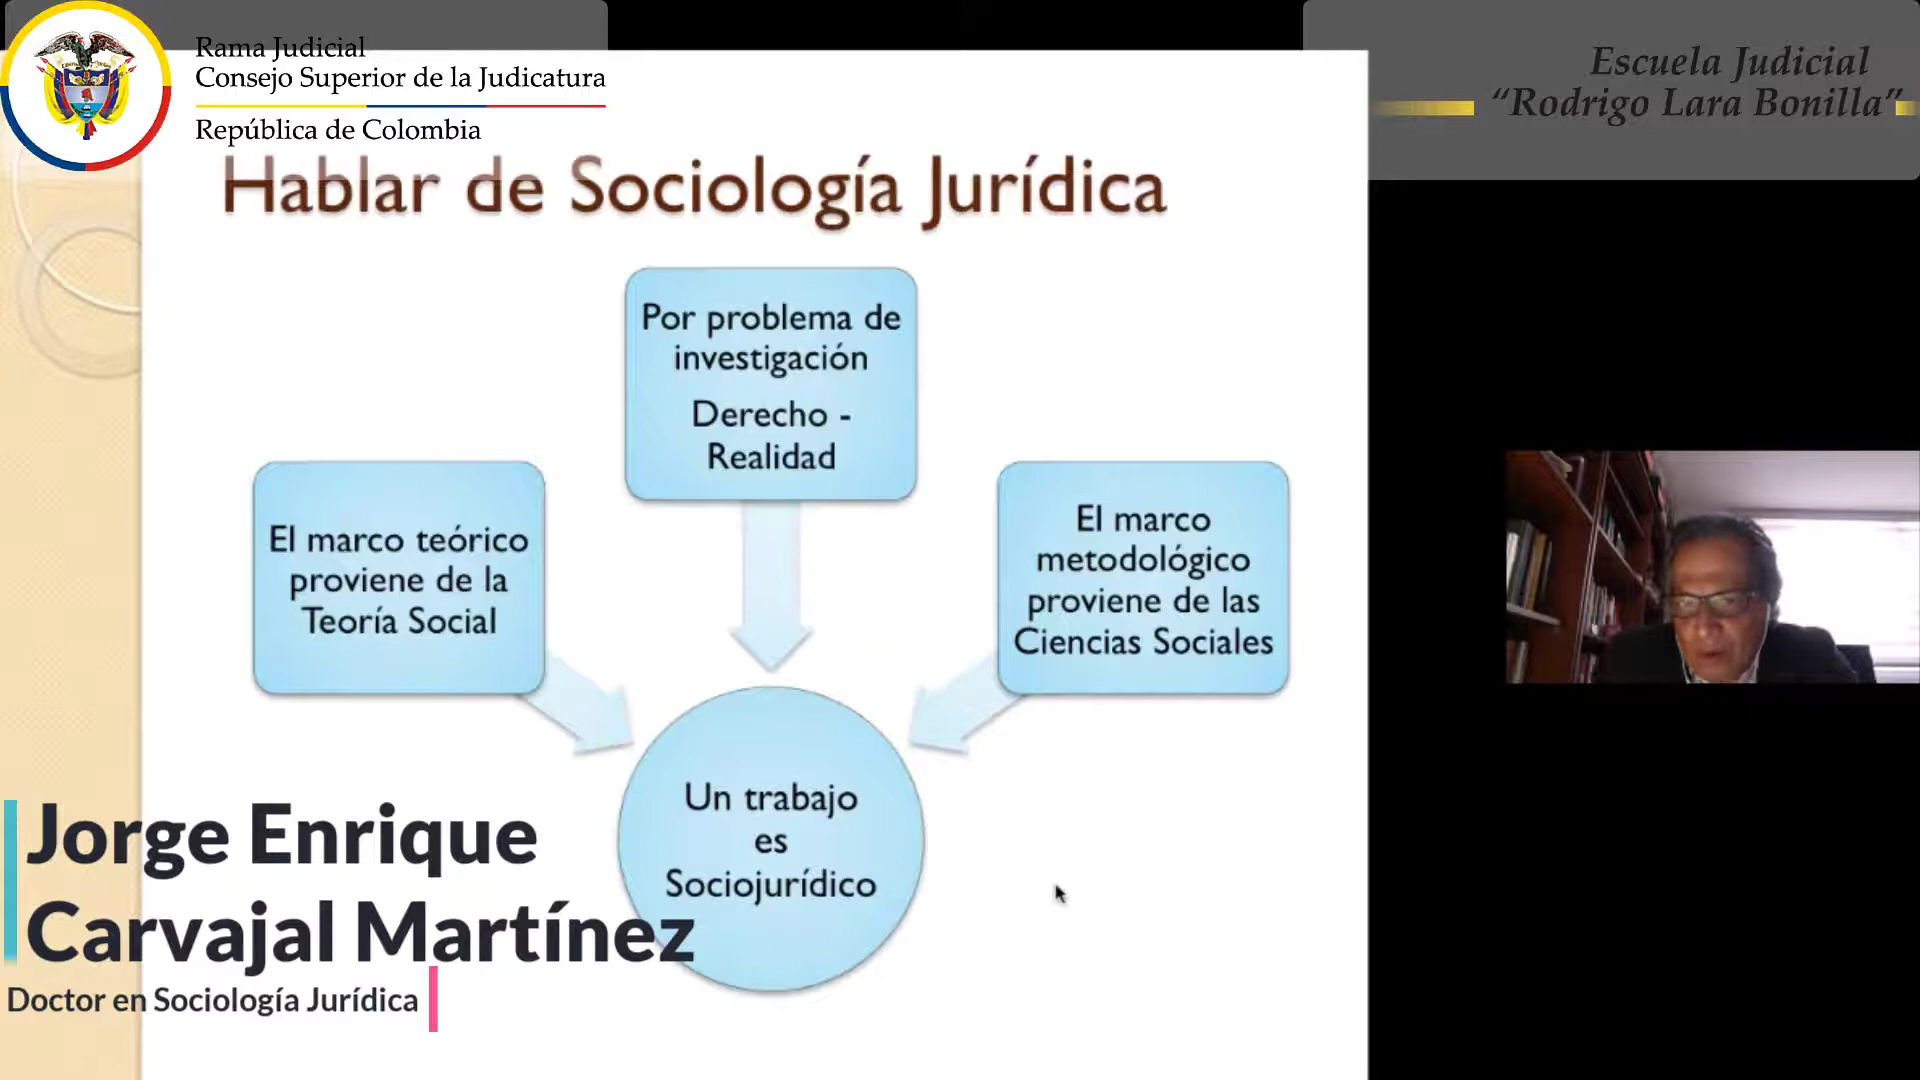 Rama Judicial
Consejo Superior de la Judicatura
República de Colombia
Escuela Judicial
“Rodrigo Lara Bonilla”
Hablar de Sociología Jurídica
Por problema de
investigación
Derecho -
Realidad
El marco teórico
proviene de la
Teoría Social
El marco
metodológico
proviene de las
Ciencias Sociales
Un trabajo
es
Sociojurídico
Jorge Enrique
Carvajal Martínez
Doctor en Sociología Jurídica